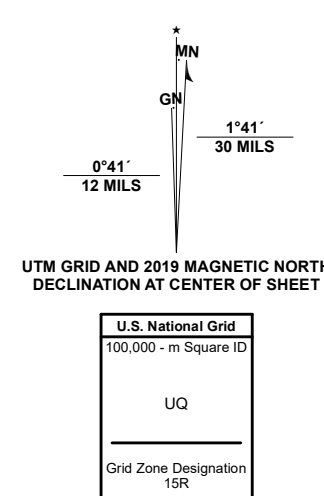 MN
GN
1°41´
30 MILS
0°41´
12 MILS
UTM GRID AND 2019 MAGNETIC NORTH
DECLINATION AT CENTER OF SHEET
U.S. National Grid
100,000 - m Square ID
UQ
Grid Zone Designation
15R